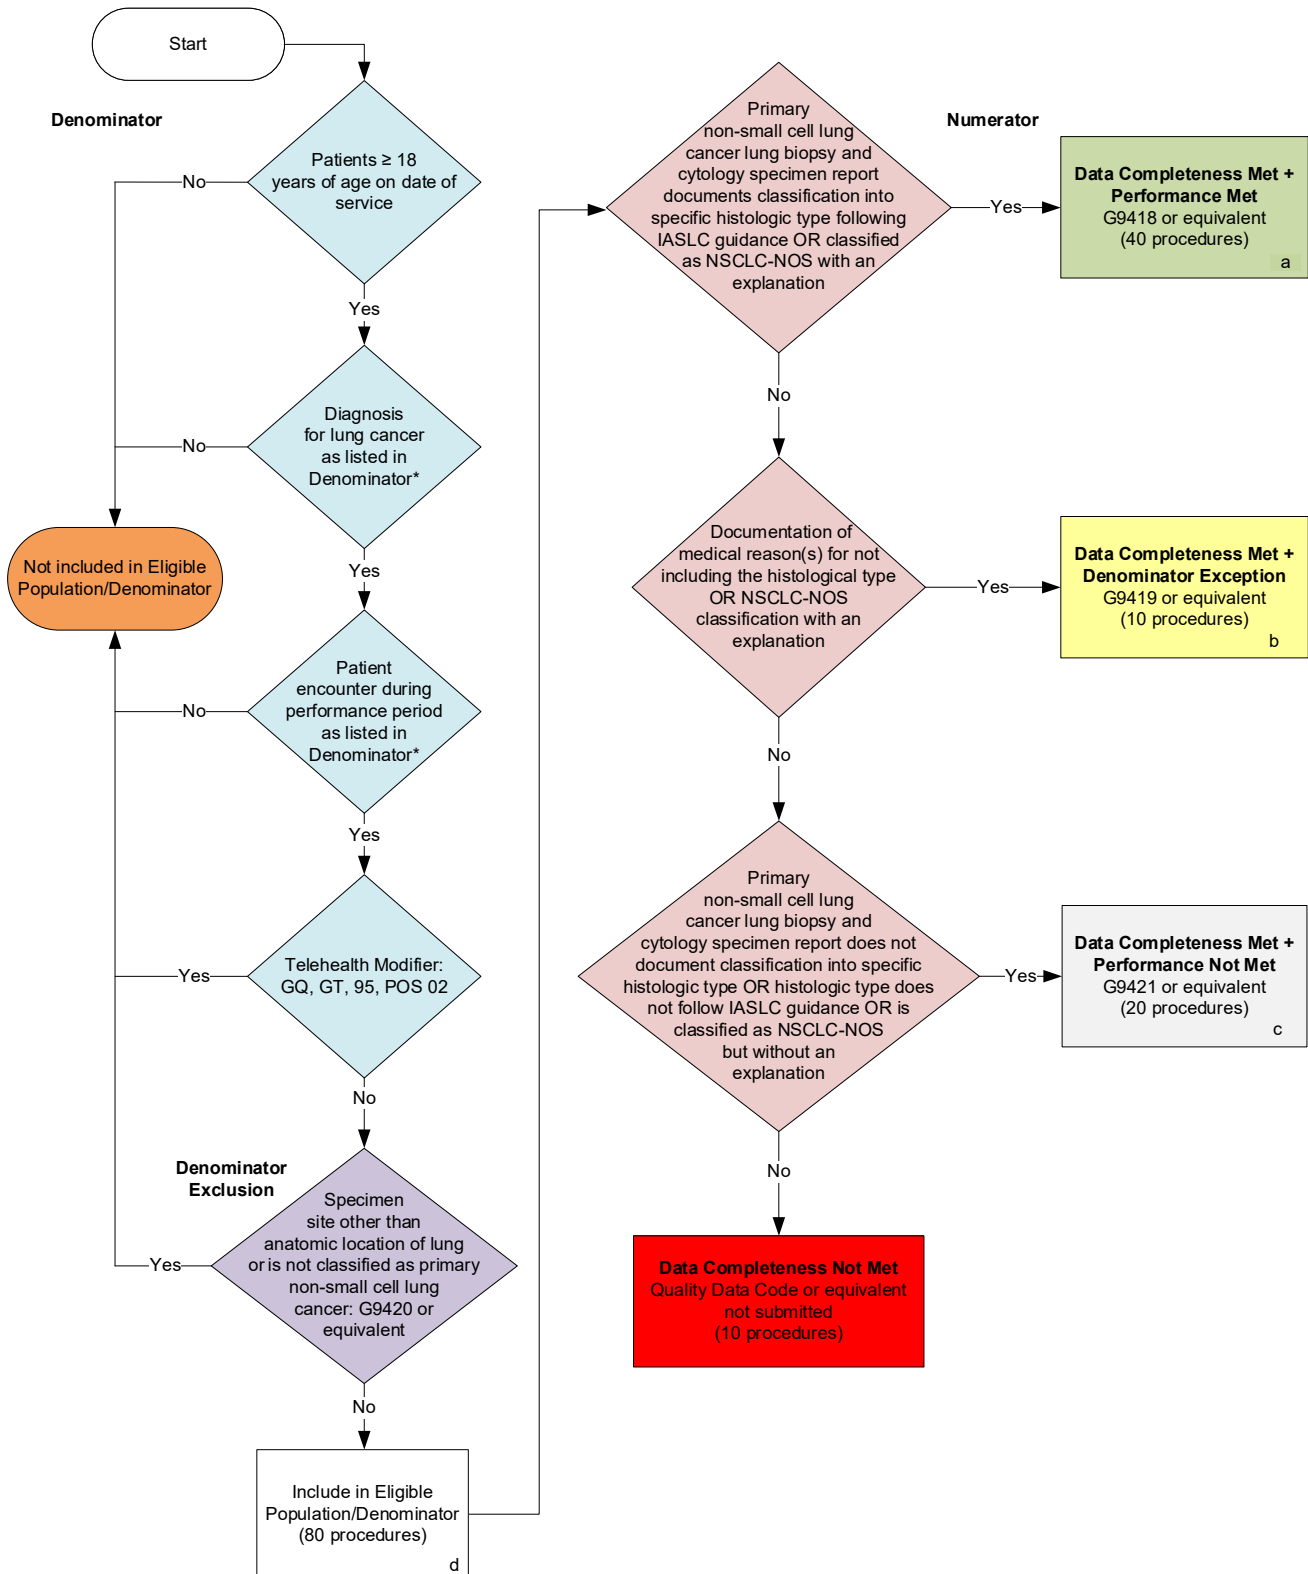 Start
Denominator
Patients ≥ 18
years of age on date of
service
No
Yes
Diagnosis
for lung cancer
as listed in
Denominator*
No
Yes
Not included in Eligible
Population/Denominator
Patient
encounter during
performance period
as listed in
Denominator*
No
Yes
Telehealth Modifier:
GQ, GT, 95, POS 02
Yes
No
Denominator
Exclusion
Specimen
site other than
anatomic location of lung
or is not classified as primary
non-small cell lung
cancer: G9420 or
equivalent
Yes
No
Include in Eligible
Population/Denominator
(80 procedures)
d
Numerator
Primary
non-small cell lung
cancer lung biopsy and
cytology specimen report
documents classification into
specific histologic type following
IASLC guidance OR classified
as NSCLC-NOS with an
explanation
Yes
Data Completeness Met +
Performance Met
G9418 or equivalent
(40 procedures)
a
No
Documentation of
medical reason(s) for not
including the histological type
OR NSCLC-NOS
classification with an
explanation
Yes
Data Completeness Met +
Denominator Exception
G9419 or equivalent
(10 procedures)
b
No
Primary
non-small cell lung
cancer lung biopsy and
cytology specimen report does not
document classification into specific
histologic type OR histologic type does
not follow IASLC guidance OR is
classified as NSCLC-NOS
but without an
explanation
Yes
Data Completeness Met +
Performance Not Met
G9421 or equivalent
(20 procedures)
c
No
Data Completeness Not Met
Quality Data Code or equivalent
not submitted
(10 procedures)